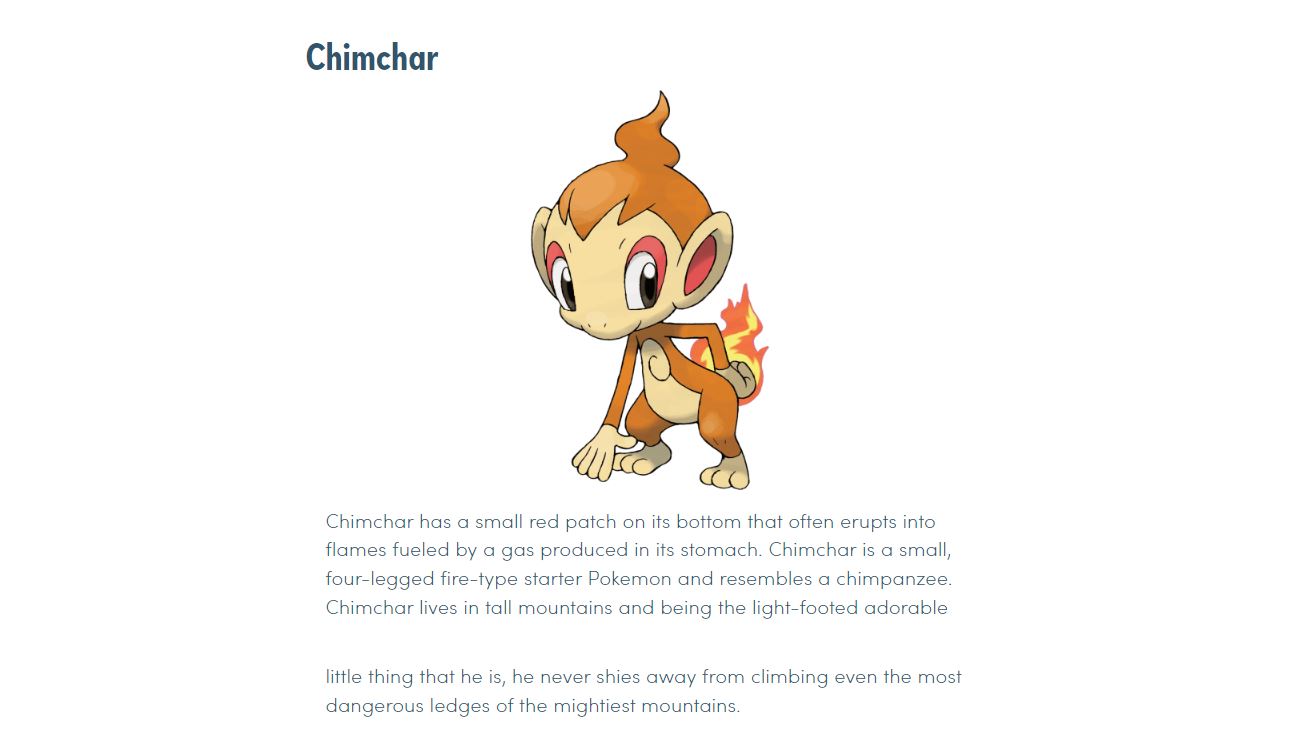 Chimchar
Chimchar has a small red patch on its bottom that often erupts into
flames fueled by a gas produced in its stomach. Chimchar is a small,
four-legged fire-type starter Pokemon and resembles a chimpanzee.
Chimchar lives in tall mountains and being the light-footed adorable
little thing that he is, he never shies away from climbing even the most
dangerous ledges of the mightiest mountains.